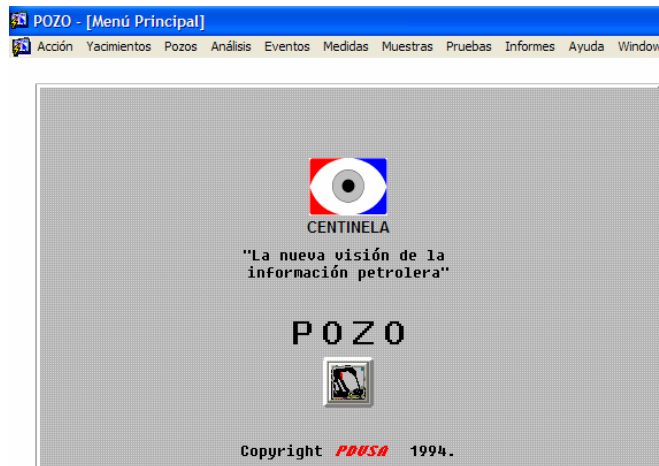 POZO - [Menú Principal]
Acción Yacimientos Pozos Análisis Eventos Medidas Muestras Pruebas Informes Ayuda Window
CENTINELA
"La nueva visión de la
información petrolera"
POZO
Copyright PDVSA 1994.